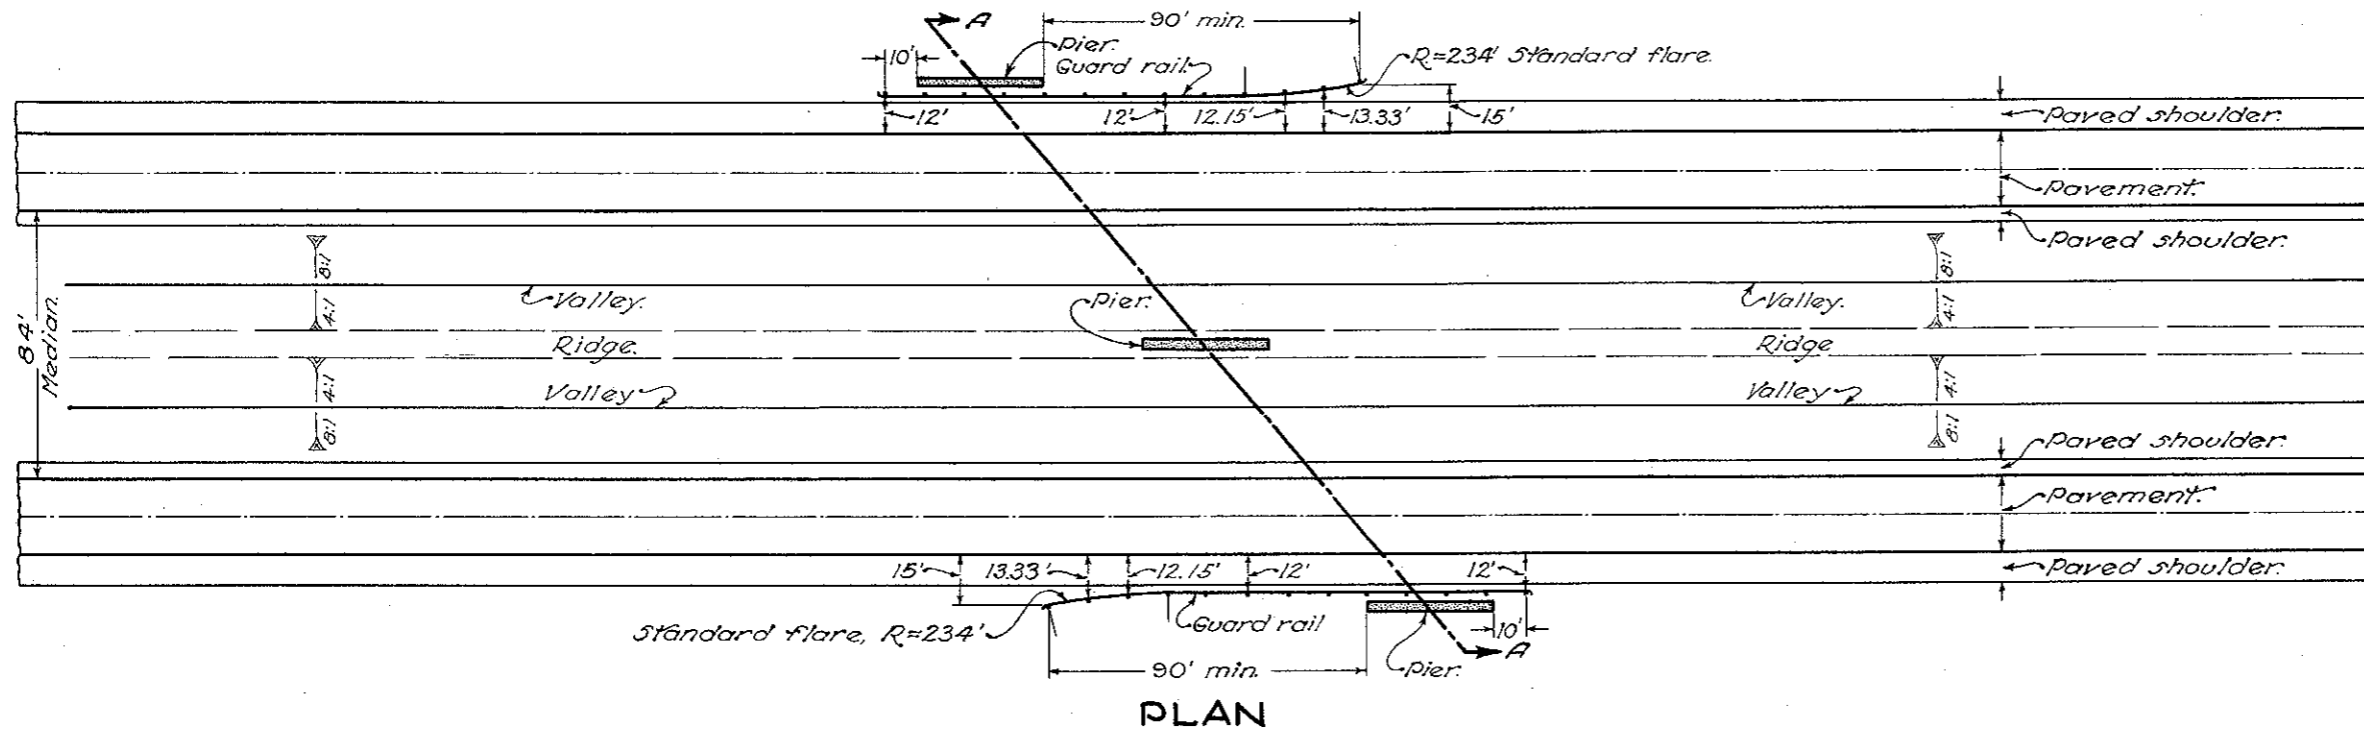 A
90' min.
10'
Pier.
Guard rail.
R=234' Standard flare.
12'
12'
12.15'
13.33'
15'
Paved shoulder.
Pavement.
Paved shoulder.
8:1
4:1
Valley.
Pier.
Valley.
8:1
4:1
84'
Median.
Ridge.
Ridge
4:1
8:1
Valley
Valley
4:1
8:1
Paved shoulder.
Pavement.
15'
13.33'
12.15'
12'
12'
Paved shoulder.
Standard flare, R=234'
Guard rail
10'
A
90' min.
Pier.
PLAN